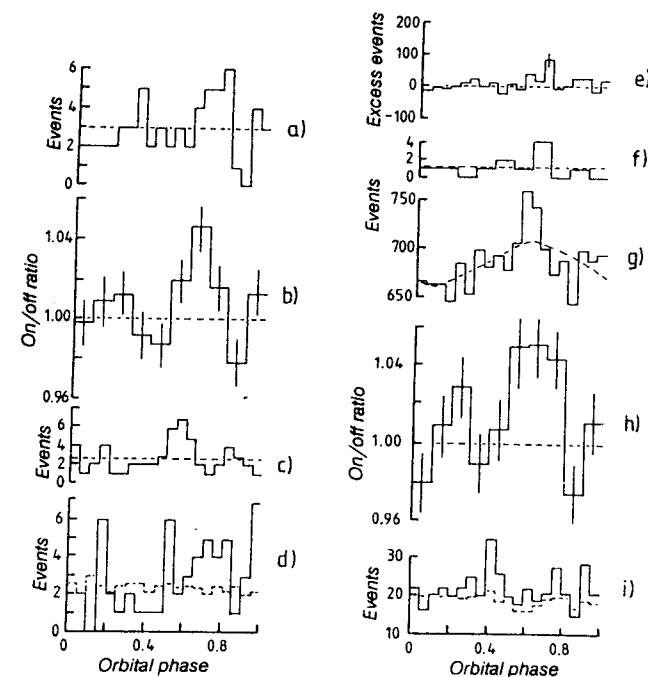 6
4
2
0
Events
a)
1.04
1.00
0.96
On/off ratio
b)
6
4
2
0
Events
c)
6
4
2
0
Events
d)
0 0.4 0.8
Orbital phase
200
100
0
-100
Excess events
e)
4
2
0
f)
750
700
650
Events
g)
1.04
1.00
0.96
On/off ratio
h)
30
20
10
Events
i)
0 0.4 0.8
Orbital phase